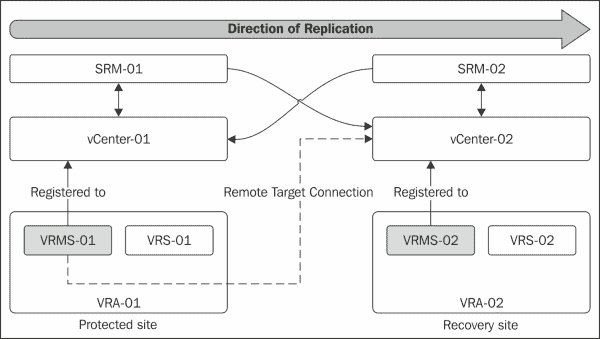 Direction of Replication
SRM-01
SRM-02
vCenter-01
vCenter-02
Registered to
Remote Target Connection
Registered to
VRMS-01
VRS-01
VRMS-02
VRS-02
VRA-01
VRA-02
Protected site
Recovery site